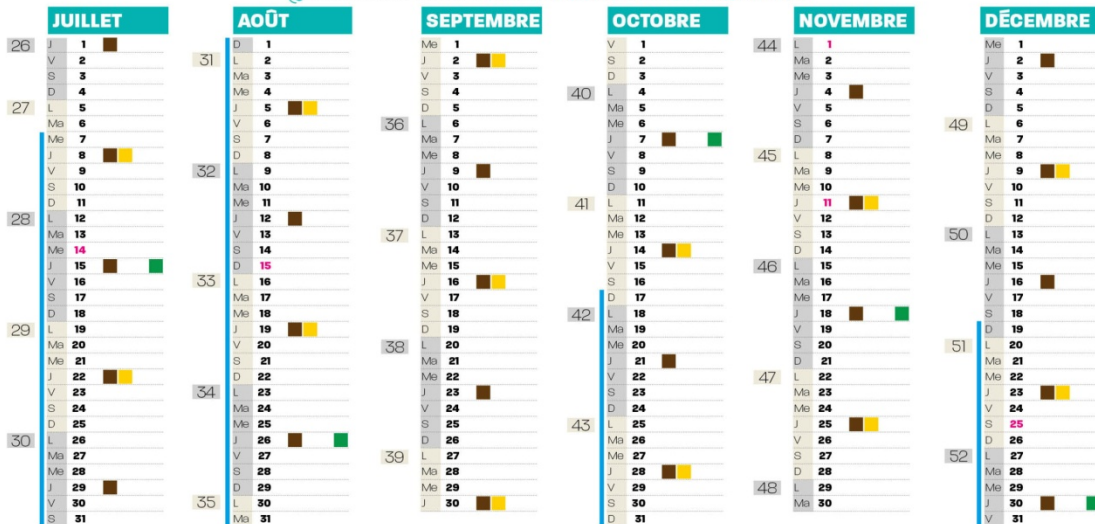 JUILLET
26 J 1
V 2
S 3
D 4
27 L 5
Ma 6
Me 7
J 8
V 9
S 10
D 11
28 L 12
Ma 13
Me 14
J 15
V 16
S 17
D 18
29 L 19
Ma 20
Me 21
J 22
V 23
S 24
D 25
30 L 26
Ma 27
Me 28
J 29
V 30
S 31
AOÛT
D 1
31 L 2
Ma 3
Me 4
J 5
V 6
S 7
D 8
32 L 9
Ma 10
Me 11
J 12
V 13
S 14
D 15
33 L 16
Ma 17
Me 18
J 19
V 20
S 21
D 22
34 L 23
Ma 24
Me 25
J 26
V 27
S 28
D 29
35 L 30
Ma 31
SEPTEMBRE
Me 1
J 2
V 3
S 4
D 5
36 L 6
Ma 7
Me 8
J 9
V 10
S 11
D 12
37 L 13
Ma 14
Me 15
J 16
V 17
S 18
D 19
38 L 20
Ma 21
Me 22
J 23
V 24
S 25
D 26
39 L 27
Ma 28
Me 29
J 30
OCTOBRE
V 1
S 2
D 3
40 L 4
Ma 5
Me 6
J 7
V 8
S 9
D 10
41 L 11
Ma 12
Me 13
J 14
V 15
S 16
D 17
42 L 18
Ma 19
Me 20
J 21
V 22
S 23
D 24
43 L 25
Ma 26
Me 27
J 28
V 29
S 30
D 31
NOVEMBRE
44 L 1
Ma 2
Me 3
J 4
V 5
S 6
D 7
45 L 8
Ma 9
Me 10
J 11
V 12
S 13
D 14
46 L 15
Ma 16
Me 17
J 18
V 19
S 20
D 21
47 L 22
Ma 23
Me 24
J 25
V 26
S 27
D 28
48 L 29
Ma 30
DÉCEMBRE
Me 1
J 2
V 3
S 4
D 5
49 L 6
Ma 7
Me 8
J 9
V 10
S 11
D 12
50 L 13
Ma 14
Me 15
J 16
V 17
S 18
D 19
51 L 20
Ma 21
Me 22
J 23
V 24
S 25
D 26
52 L 27
Ma 28
Me 29
J 30
V 31